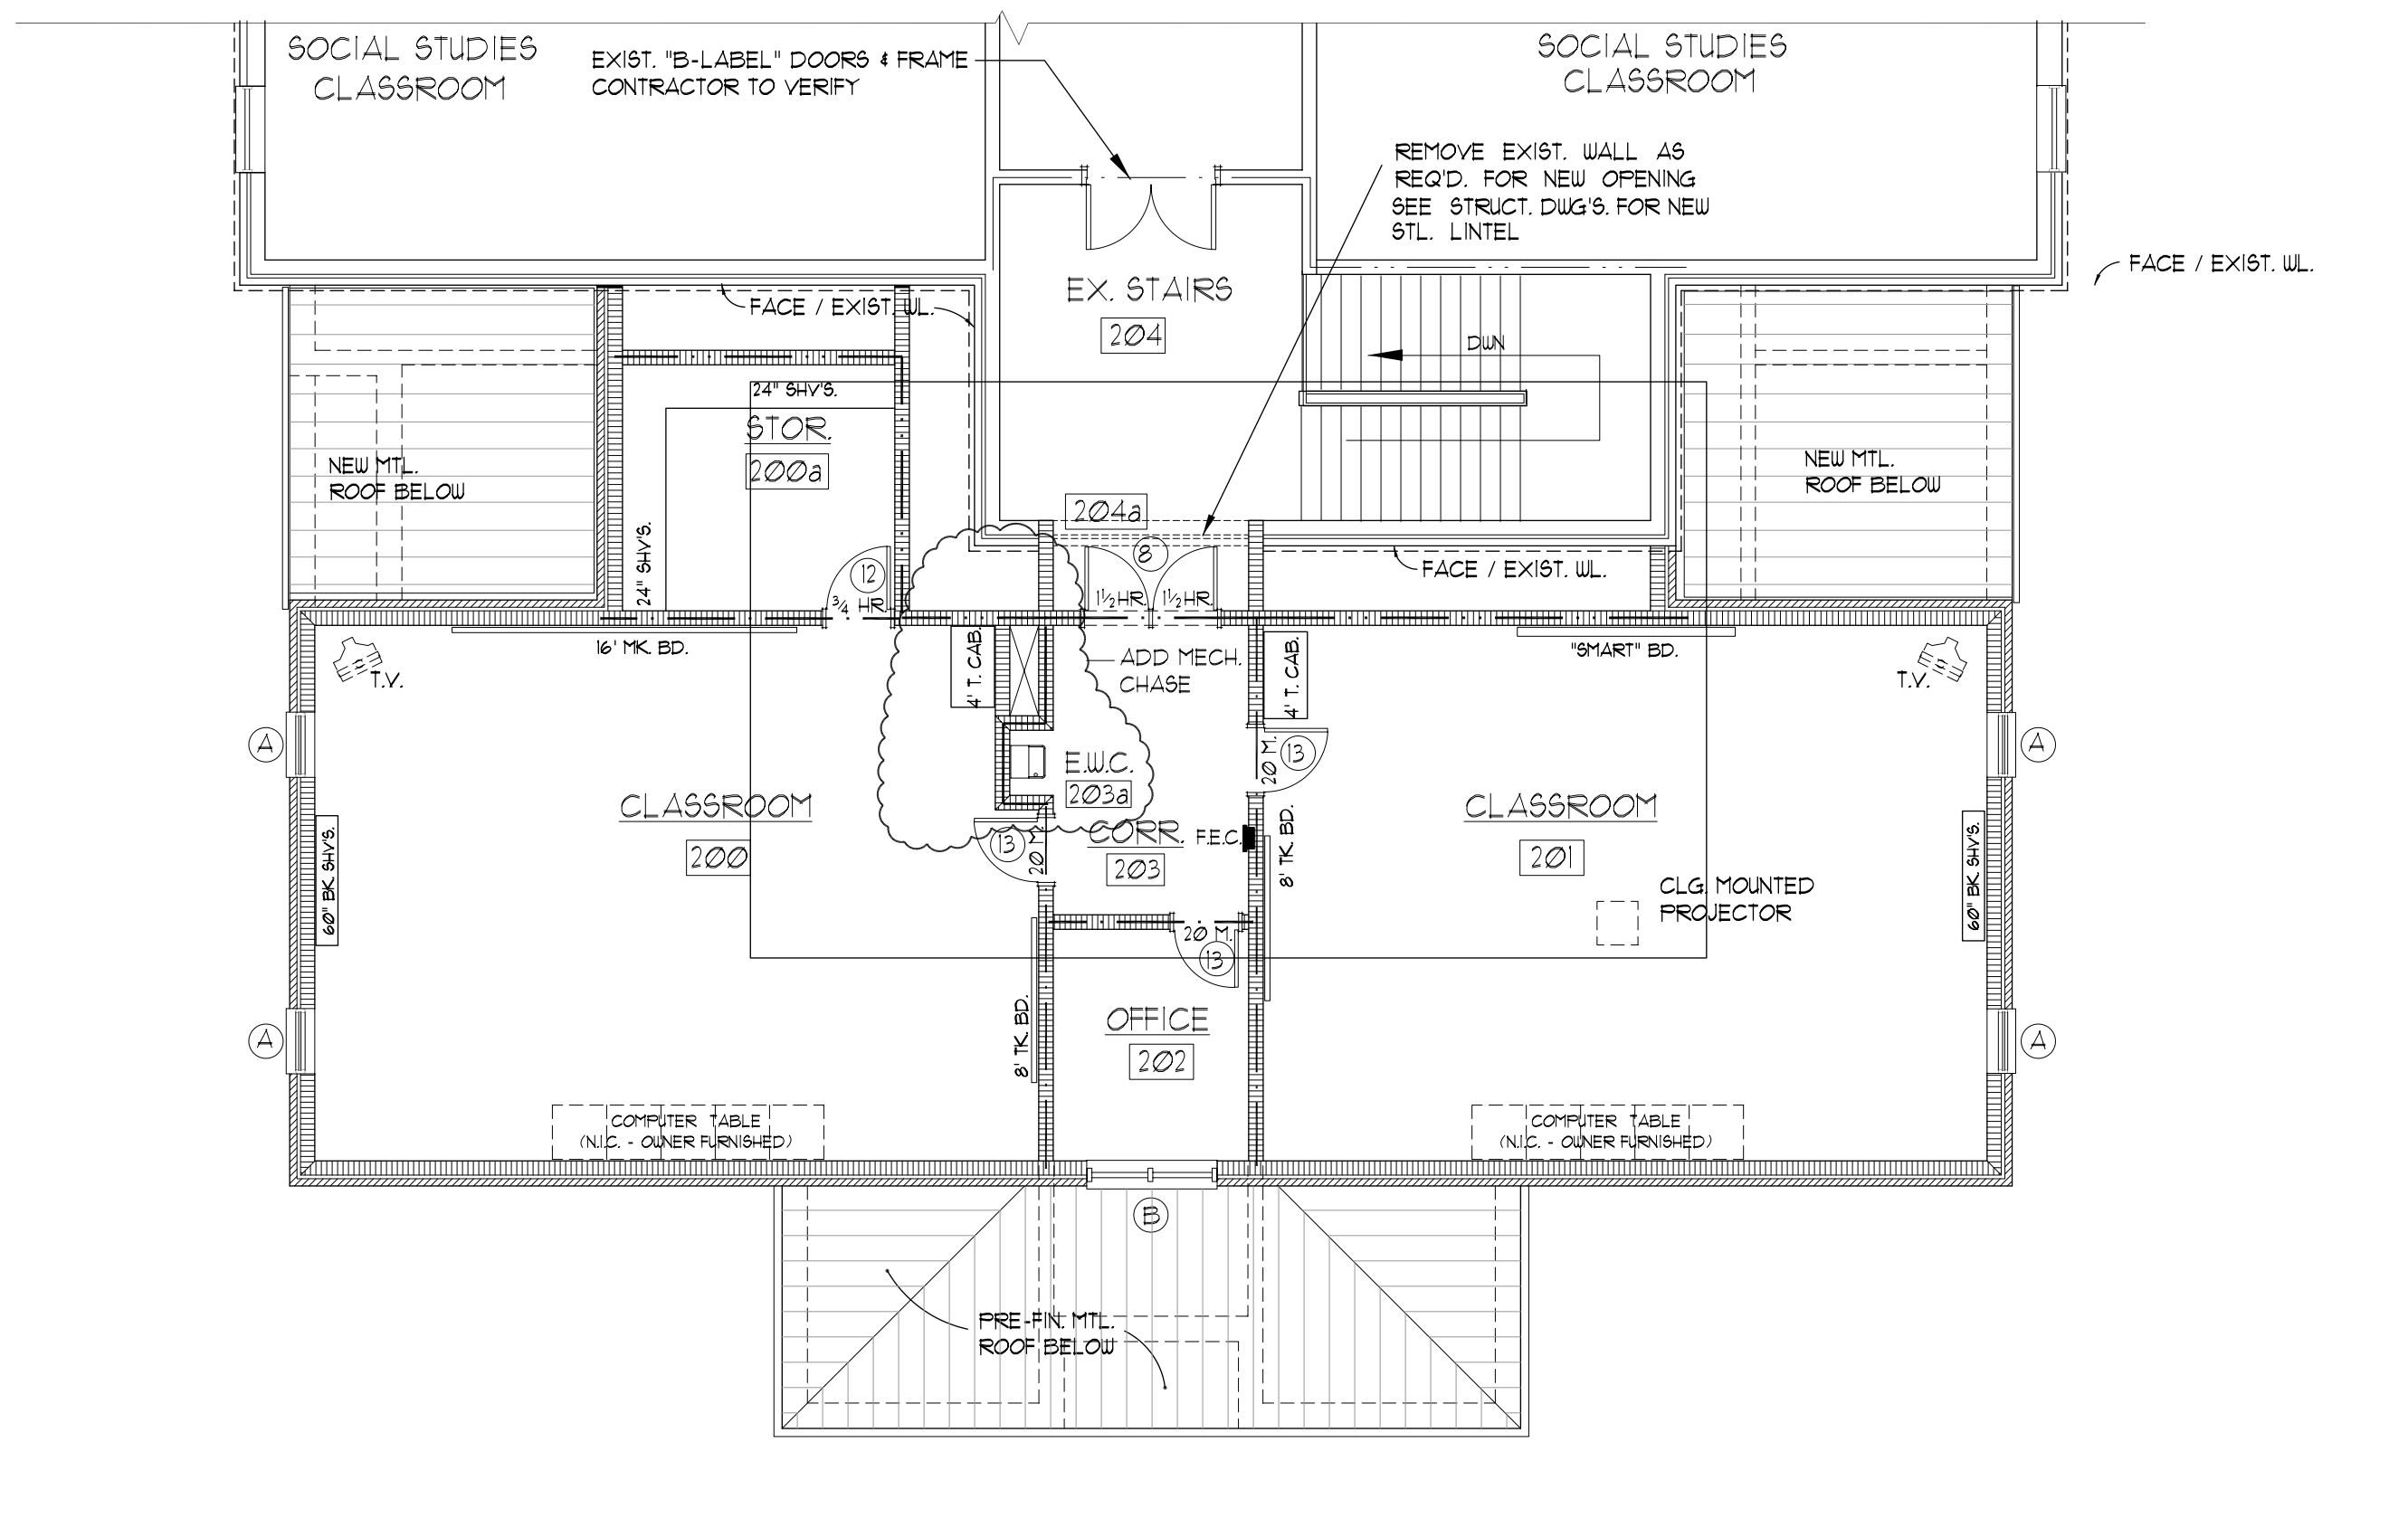 SOCIAL STUDIES
CLASSROOM
EXIST. "B-LABEL" DOORS & FRAME
CONTRACTOR TO VERIFY
SOCIAL STUDIES
CLASSROOM
REMOVE EXIST. WALL AS
REQ'D. FOR NEW OPENING
SEE STRUCT. DWG'S. FOR NEW
STL. LINTEL
FACE / EXIST. WL.
FACE / EXIST. WL.
EX. STAIRS
204
DWN
24" SHV'S.
STOR.
200a
NEW MTL.
ROOF BELOW
NEW MTL.
ROOF BELOW
24" SHV'S.
204a
8
12
3/4 HR.
1 1/2 HR.
1 1/2 HR.
FACE / EXIST. WL.
16' MK. BD.
T.V.
4' T. CAB.
ADD MECH.
CHASE
4' T. CAB.
"SMART" BD.
T.V.
A
E.W.C.
203a
20 M.
13
A
CLASSROOM
200
60" BK. SHV'S.
13
20 M.
CORR.
203
F.E.C.
8' TK. BD.
CLASSROOM
201
60" BK. SHV'S.
CLG. MOUNTED
PROJECTOR
20 M.
13
A
8' TK. BD.
OFFICE
202
A
COMPUTER TABLE
(N.I.C. - OWNER FURNISHED)
COMPUTER TABLE
(N.I.C. - OWNER FURNISHED)
B
PRE-FIN. MTL.
ROOF BELOW